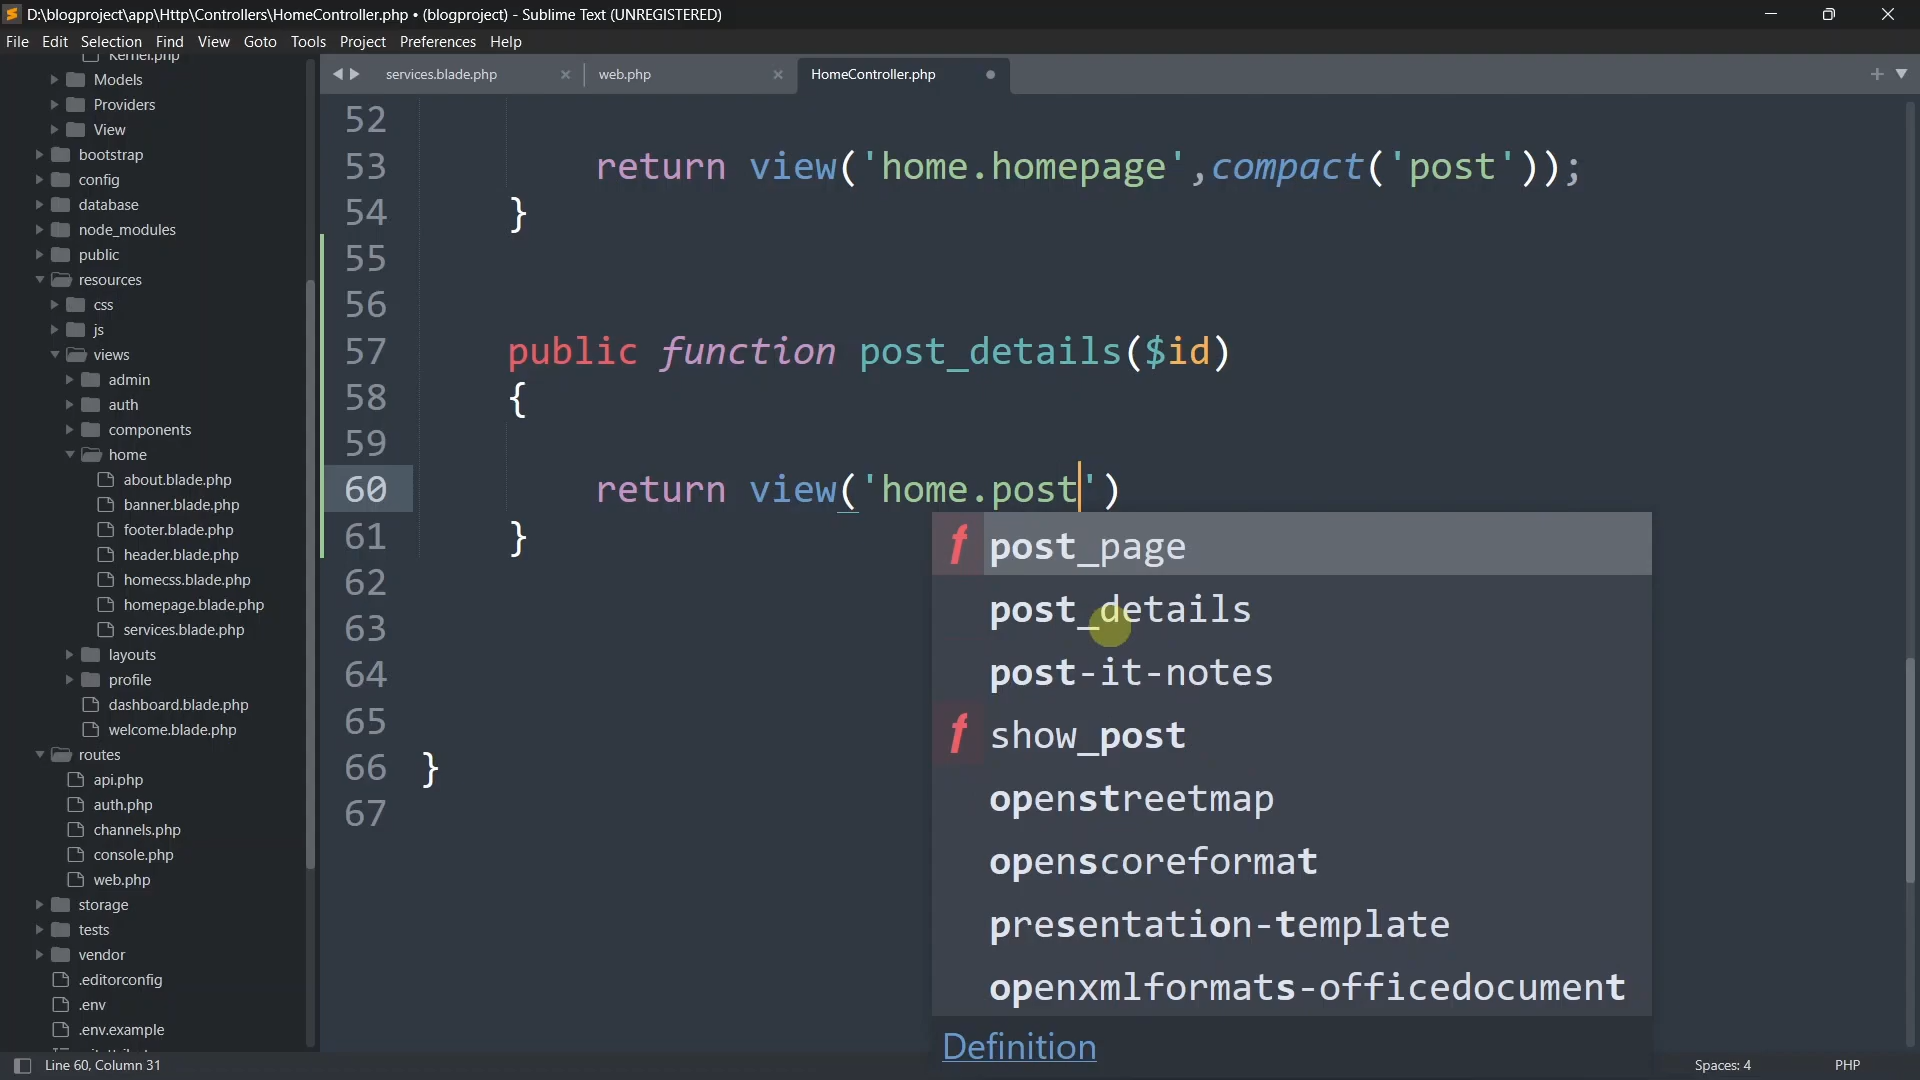 D:\blogproject\app\Http\Controllers\HomeController.php • (blogproject) - Sublime Text (UNREGISTERED)
File Edit Selection Find View Goto Tools Project Preferences Help
Kernel.php
Models
Providers
View
bootstrap
config
database
node_modules
public
resources
css
js
views
admin
auth
components
home
about.blade.php
banner.blade.php
footer.blade.php
header.blade.php
homecss.blade.php
homepage.blade.php
services.blade.php
layouts
profile
dashboard.blade.php
welcome.blade.php
routes
api.php
auth.php
channels.php
console.php
web.php
storage
tests
vendor
.editorconfig
.env
.env.example
services.blade.php web.php HomeController.php
52
53 return view('home.homepage',compact('post'));
54 }
55
56
57 public function post_details($id)
58 {
59
60 return view('home.post')
61 }
62
63
64
65
66 }
67
f post_page
post_details
post-it-notes
f show_post
openstreetmap
openscoreformat
presentation-template
openxmlformats-officedocument
Definition
Line 60, Column 31 Spaces: 4 PHP